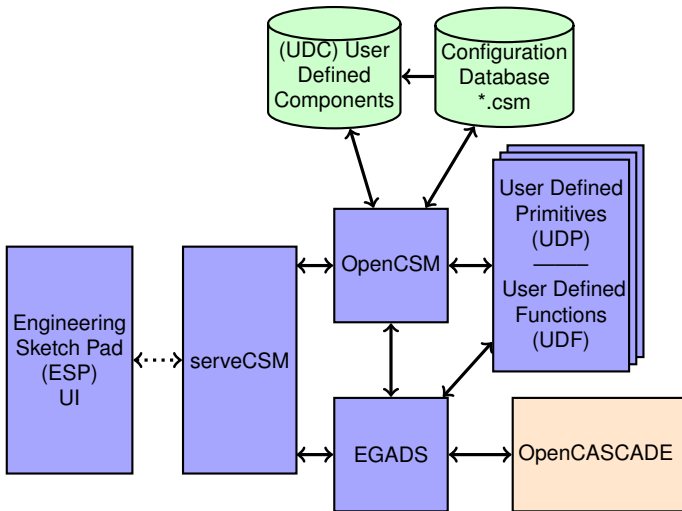 (UDC) User
Defined
Components
Configuration
Database
*.csm
User Defined
Primitives
(UDP)
User Defined
Functions
(UDF)
OpenCSM
Engineering
Sketch Pad
(ESP)
UI
serveCSM
EGADS
OpenCASCADE